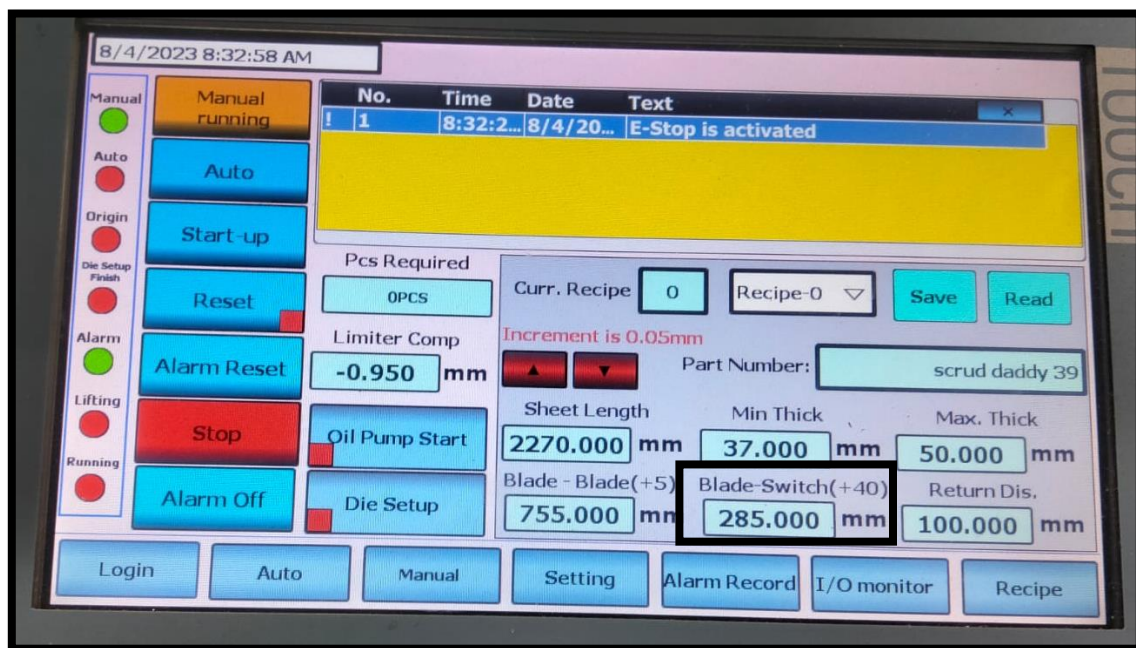 8/4/2023 8:32:58 AM
Manual
Manual running
No. Time Date Text
! 1 8:32:2... 8/4/20... E-Stop is activated
×
Auto
Auto
Origin
Start-up
Die Setup Finish
Reset
Alarm
Alarm Reset
Lifting
Stop
Running
Alarm Off
Pcs Required
0PCS
Limiter Comp
-0.950 mm
Oil Pump Start
Die Setup
Curr. Recipe 0 Recipe-0 Save Read
Increment is 0.05mm
Part Number: scrud daddy 39
Sheet Length Min Thick Max. Thick
2270.000 mm 37.000 mm 50.000 mm
Blade - Blade(+5) Blade-Switch(+40) Return Dis.
755.000 mm 285.000 mm 100.000 mm
Login Auto Manual Setting Alarm Record I/O monitor Recipe
Touch